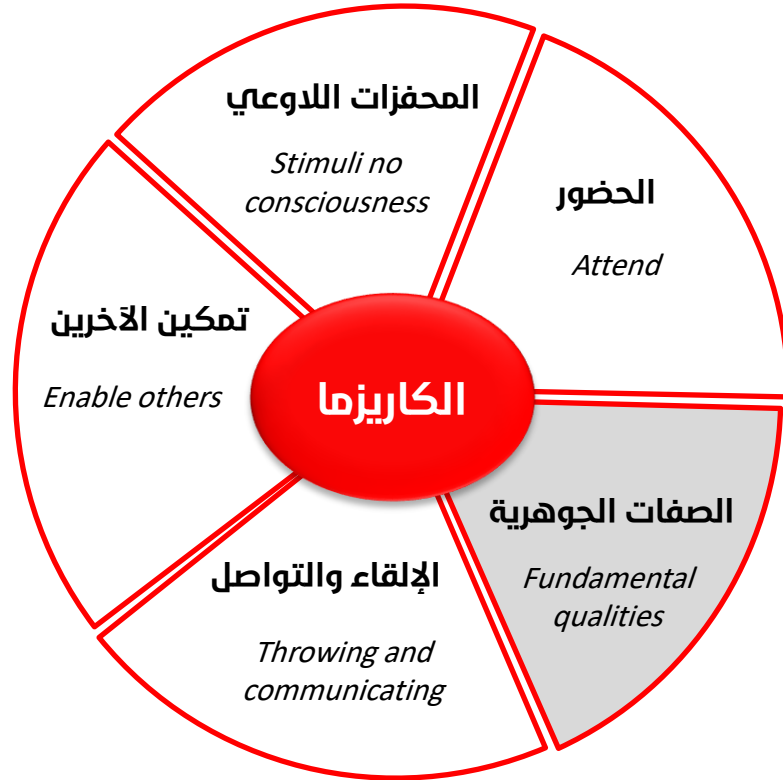 المحفزات اللاوعي
Stimuli no
consciousness
الحضور
Attend
تمكين الآخرين
Enable others
الكاريزما
الصفات الجوهرية
Fundamental
qualities
الإلقاء والتواصل
Throwing and
communicating